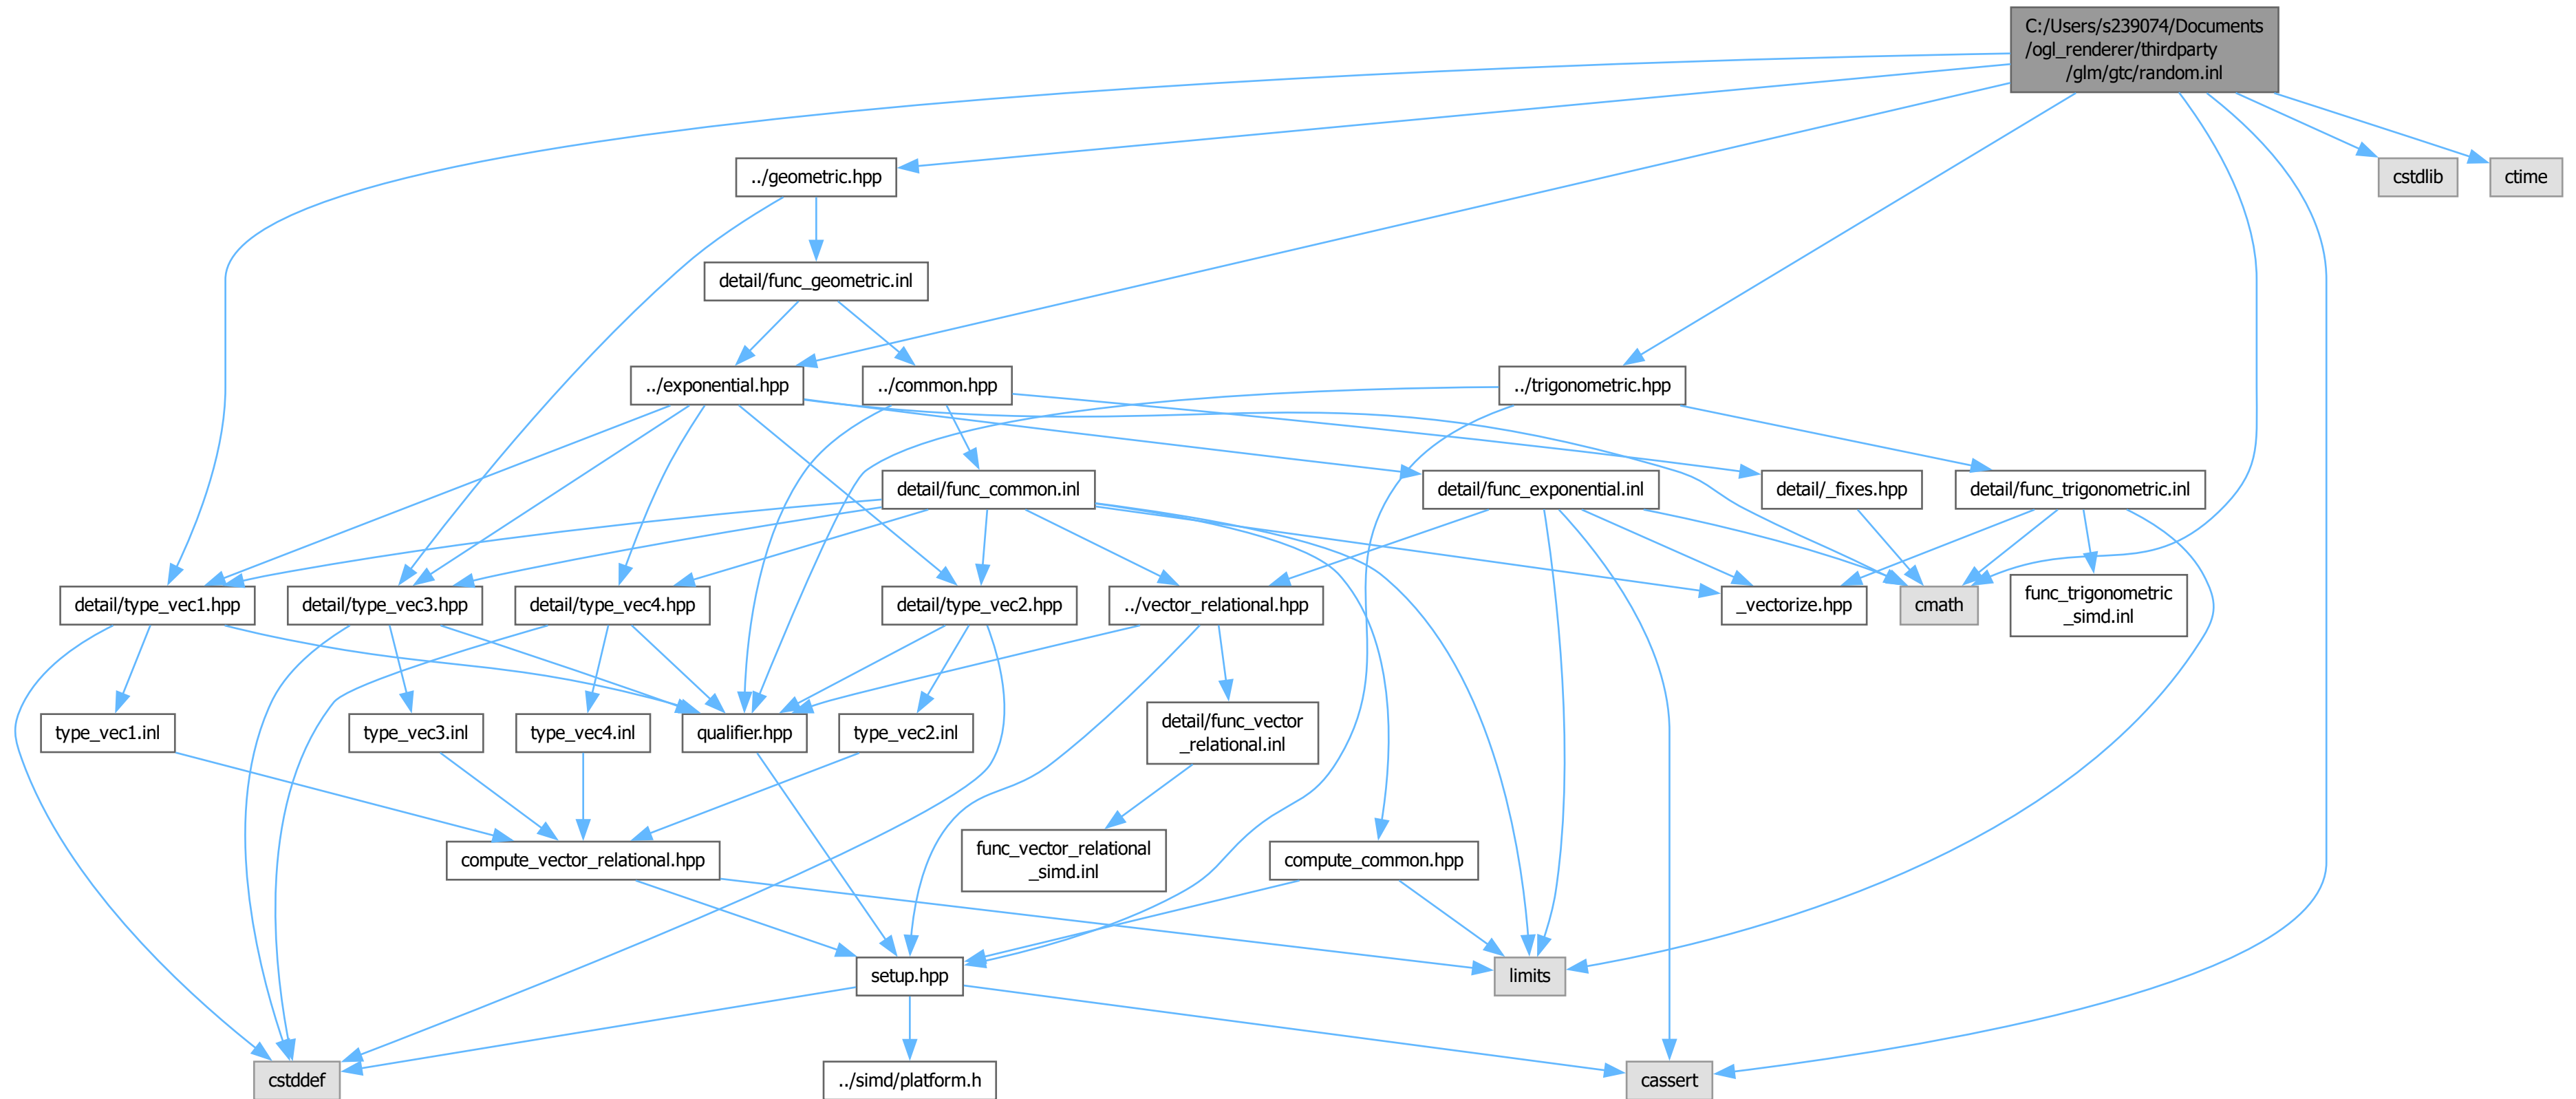 C:/Users/s239074/Documents
/ogl_renderer/thirdparty
/glm/gtc/random.inl
../geometric.hpp
cstdlib
ctime
detail/func_geometric.inl
../exponential.hpp
../common.hpp
../trigonometric.hpp
detail/func_common.inl
detail/func_exponential.inl
detail/_fixes.hpp
detail/func_trigonometric.inl
detail/type_vec1.hpp
detail/type_vec3.hpp
detail/type_vec4.hpp
detail/type_vec2.hpp
../vector_relational.hpp
_vectorize.hpp
cmath
func_trigonometric
_simd.inl
type_vec1.inl
type_vec3.inl
type_vec4.inl
qualifier.hpp
type_vec2.inl
detail/func_vector
_relational.inl
compute_vector_relational.hpp
func_vector_relational
_simd.inl
compute_common.hpp
setup.hpp
limits
cstddef
../simd/platform.h
cassert